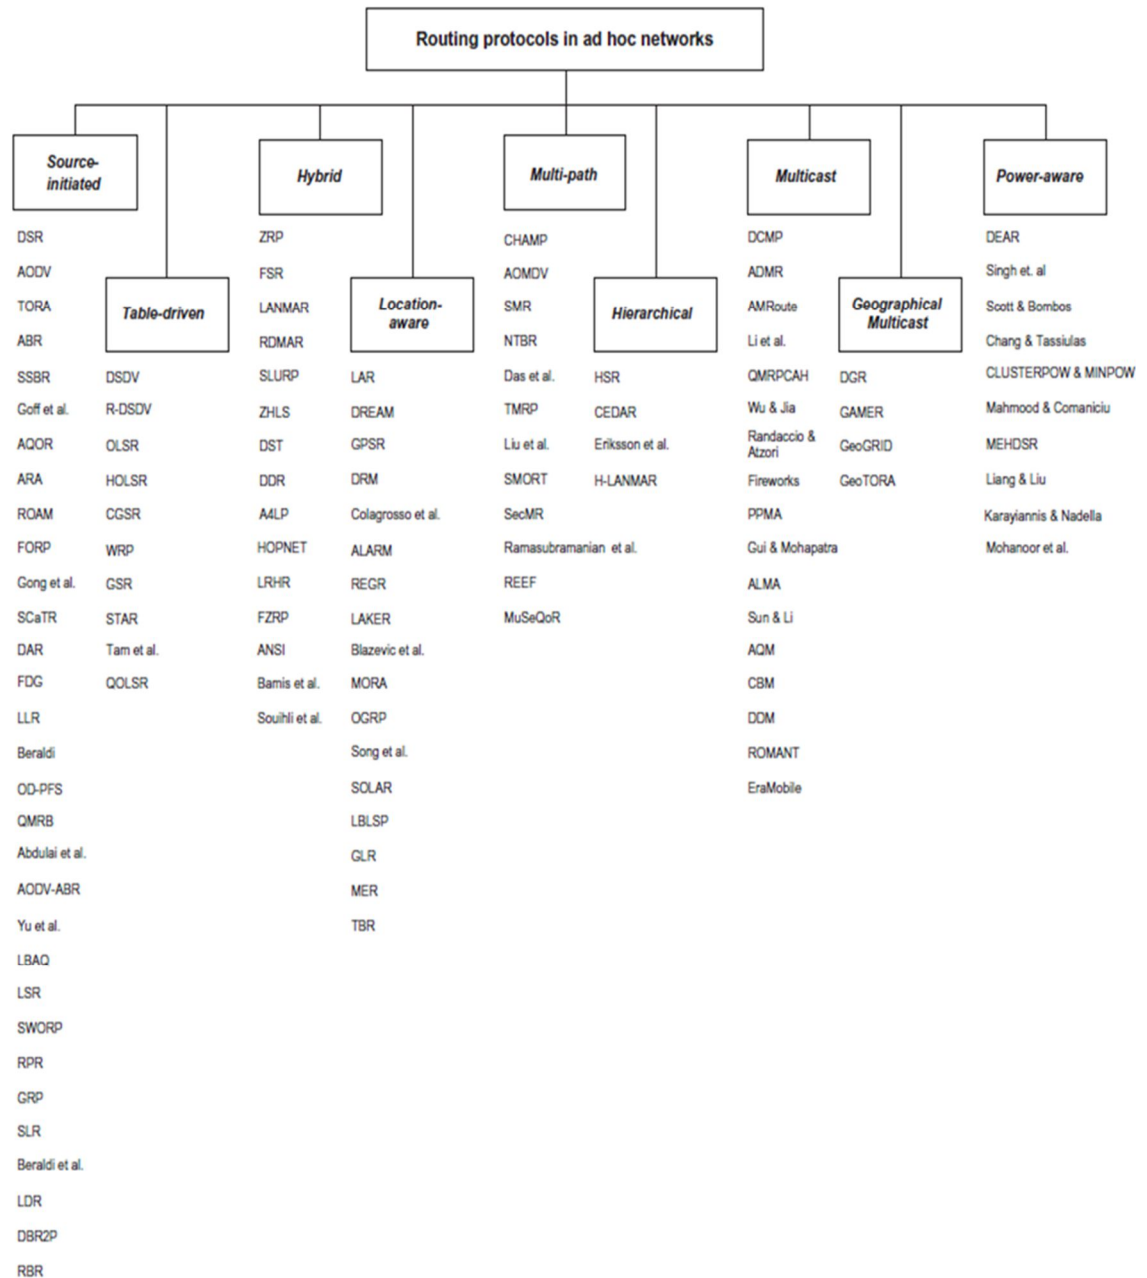 Routing protocols in ad hoc networks
Source-
initiated
DSR
AODV
TORA
ABR
SSBR
Goff et al.
AQOR
ARA
ROAM
FORP
Gong et al.
SCaTR
DAR
FDG
LLR
Beraldi
OD-PFS
QMRB
Abdulai et al.
AODV-ABR
Yu et al.
LBAQ
LSR
SWORP
RPR
GRP
SLR
Beraldi et al.
LDR
DBR2P
RBR
Table-driven
DSDV
R-DSDV
OLSR
HOLSR
CGSR
WRP
GSR
STAR
Tam et al.
QOLSR
Hybrid
ZRP
FSR
LANMAR
RDMAR
SLURP
ZHLS
DST
DDR
A4LP
HOPNET
LRHR
FZRP
ANSI
Bamis et al.
Souihli et al.
Location-
aware
LAR
DREAM
GPSR
DRM
Colagrosso et al.
ALARM
REGR
LAKER
Blazevic et al.
MORA
OGRP
Song et al.
SOLAR
LBLSP
GLR
MER
TBR
Multi-path
CHAMP
AOMDV
SMR
NTBR
Das et al.
TMRP
Liu et al.
SMORT
SecMR
Ramasubramanian et al.
REEF
MuSeQoR
Hierarchical
HSR
CEDAR
Eriksson et al.
H-LANMAR
Multicast
DCMP
ADMR
AMRoute
Li et al.
QMRPCAH
Wu & Jia
Randaccio &
Atzori
Fireworks
PPMA
Gui & Mohapatra
ALMA
Sun & Li
AQM
CBM
DDM
ROMANT
EraMobile
Geographical
Multicast
DGR
GAMER
GeoGRID
GeoTORA
Power-aware
DEAR
Singh et. al
Scott & Bombos
Chang & Tassiulas
CLUSTERPOW & MINPOW
Mahmood & Comaniciu
MEHDSR
Liang & Liu
Karayiannis & Nadella
Mohanoor et al.